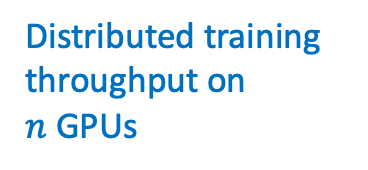 Distributed training
throughput on
n GPUs